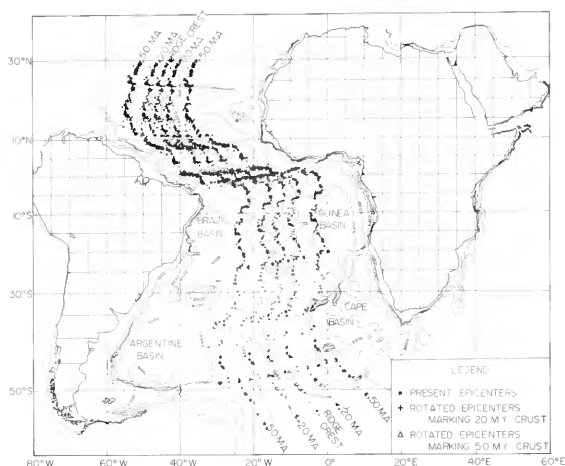 50 MA
20 MA
RIDGE CREST
20 MA
50 MA
30°N
10°N
10°S
30°S
50°S
BRAZIL
BASIN
GUINEA
BASIN
CAPE
BASIN
ARGENTINE
BASIN
50 MA
20 MA
RIDGE
CREST
20 MA
50 MA
LEGEND
PRESENT EPICENTERS
ROTATED EPICENTERS
MARKING 20 MY CRUST
ROTATED EPICENTERS
MARKING 50 MY CRUST
80°W
60°W
40°W
20°W
0°E
20°E
40°E
60°E